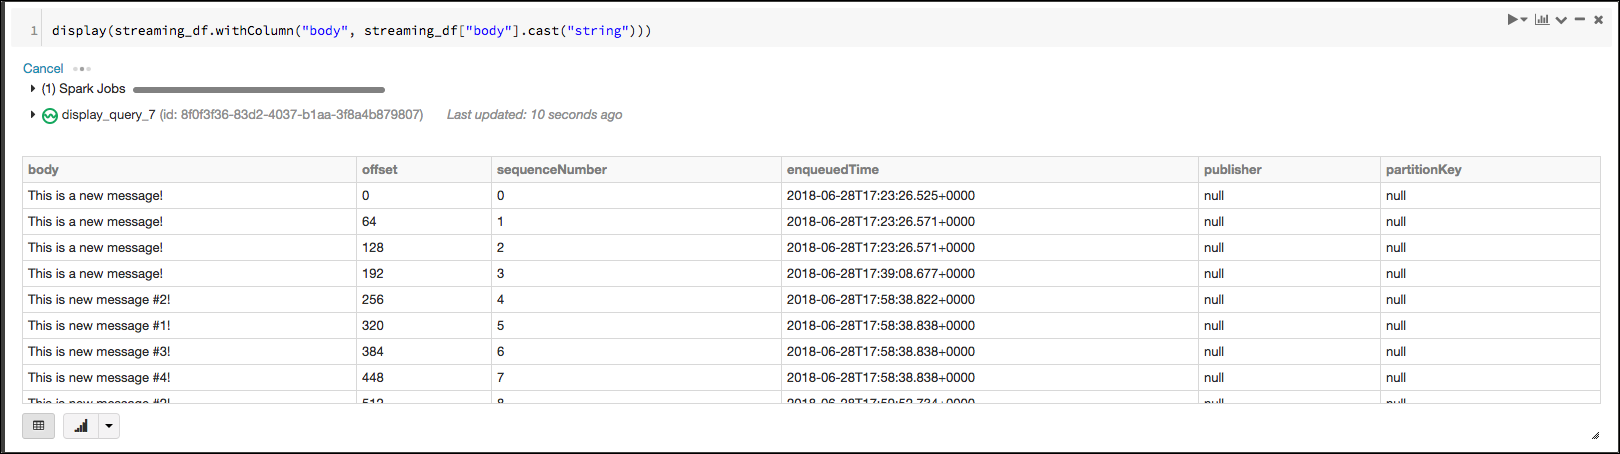 1 display(streaming_df.withColumn("body", streaming_df["body"].cast("string")))
Cancel
(1) Spark Jobs
display_query_7 (id: 8f0f3f36-83d2-4037-b1aa-3f8a4b879807) Last updated: 10 seconds ago
body offset sequenceNumber enqueuedTime publisher partitionKey
This is a new message! 0 0 2018-06-28T17:23:26.525+0000 null null
This is a new message! 64 1 2018-06-28T17:23:26.571+0000 null null
This is a new message! 128 2 2018-06-28T17:23:26.571+0000 null null
This is a new message! 192 3 2018-06-28T17:39:08.677+0000 null null
This is new message #2! 256 4 2018-06-28T17:58:38.822+0000 null null
This is new message #1! 320 5 2018-06-28T17:58:38.838+0000 null null
This is new message #3! 384 6 2018-06-28T17:58:38.838+0000 null null
This is new message #4! 448 7 2018-06-28T17:58:38.838+0000 null null
This is new message 512 null null